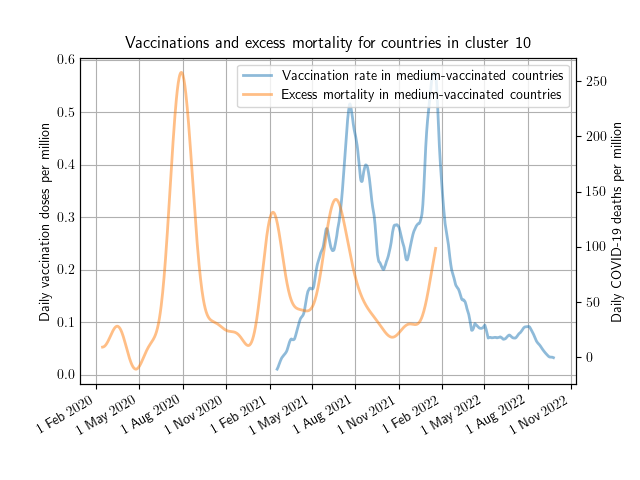 Vaccinations and excess mortality for countries in cluster 10
Vaccination rate in medium-vaccinated countries
Excess mortality in medium-vaccinated countries
Daily vaccination doses per million
0.6
0.5
0.4
0.3
0.2
0.1
0.0
250
200
150
100
50
0
Daily COVID-19 deaths per million
1 Feb 2020
1 May 2020
1 Aug 2020
1 Nov 2020
1 Feb 2021
1 May 2021
1 Aug 2021
1 Nov 2021
1 Feb 2022
1 May 2022
1 Aug 2022
1 Nov 2022